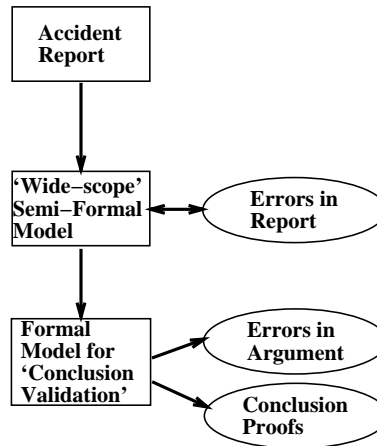 Accident
Report
‘Wide−scope’
Semi−Formal
Model
Errors in
Report
Formal
Model for
‘Conclusion
Validation’
Errors in
Argument
Conclusion
Proofs